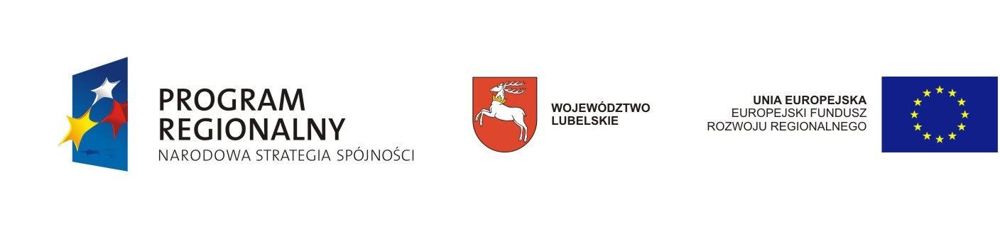 PROGRAM
REGIONALNY
NARODOWA STRATEGIA SPÓJNOŚCI
WOJEWÓDZTWO
LUBELSKIE
UNIA EUROPEJSKA
EUROPEJSKI FUNDUSZ
ROZWOJU REGIONALNEGO